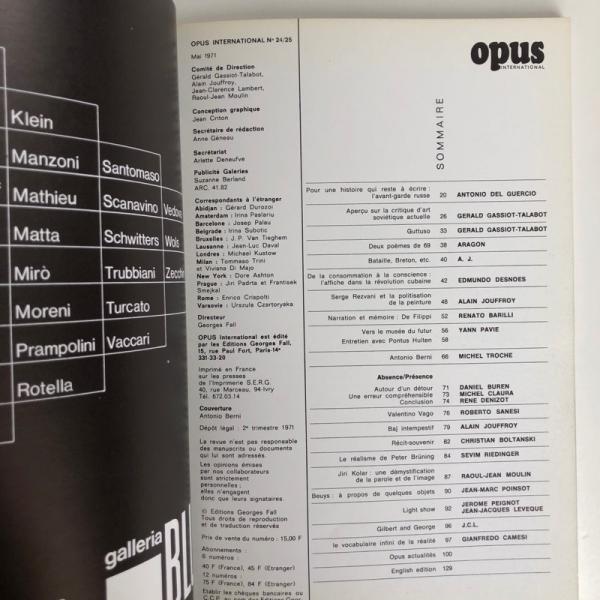 Klein
Manzoni
Santomaso
Mathieu
Scanavino
Matta
Schwitters
Wols
Mirò
Trubbiani
Moreni
Turcato
Prampolini
Vaccari
Rotella
galleria
OPUS INTERNATIONAL Nº 24/25
Mai 1971
Comité de Direction
Gérald Gassiot-Talabot,
Alain Jouffroy,
Jean-Clarence Lambert,
Raoul-Jean Moulin
Conception graphique
Jean Criton
Secrétaire de rédaction
Anne Géneau
Secrétariat
Arlette Deneufve
Publicité Galeries
Suzanne Berland
ARC. 41.82
Correspondants à l'étranger
Abidjan : Gérard Durozoi
Amsterdam : Irina Paslariu
Barcelone : Josep Palau
Belgrade : Irina Subotic
Bruxelles : J. P. Van Tieghem
Lausanne : Jean-Luc Daval
Londres : Michael Kustow
Milan : Tommaso Trini
et Viviana Di Majo
New York : Dore Ashton
Prague : Jiri Padrta et Frantisek
Smejkal
Rome : Enrico Crispolti
Varsovie : Urszula Czartoryska
Directeur
Georges Fall
OPUS International est édité
par les Editions Georges Fall,
15, rue Paul Fort, Paris-14e
331-33-20
Imprimé en France
sur les presses
de l'Imprimerie S.E.R.G.
40, rue Marceau, 94-Ivry
Tél. 672.03.14
Couverture
Antonio Berni
Dépôt légal : 2e trimestre 1971
La revue n'est pas responsable
des manuscrits ou documents
qui lui sont adressés.
Les opinions émises
par nos collaborateurs
sont strictement
personnelles ;
elles n'engagent
donc que leurs signataires.
© Editions Georges Fall
Tous droits de reproduction
et de traduction réservés
Prix de vente du numéro : 15,00 F
Abonnements :
6 numéros :
40 F (France), 45 F (Etranger)
12 numéros :
75 F (France), 84 F (Etranger)
Etablir les chèques bancaires ou
opus
INTERNATIONAL
SOMMAIRE
Pour une histoire qui reste à écrire :
l'avant-garde russe 20 ANTONIO DEL GUERCIO
Aperçu sur la critique d'art
soviétique actuelle 26 GERALD GASSIOT-TALABOT
Guttuso 33 GERALD GASSIOT-TALABOT
Deux poèmes de 69 38 ARAGON
Bataille, Breton, etc. 40 A. J.
De la consommation à la conscience :
l'affiche dans la révolution cubaine 42 EDMUNDO DESNOES
Serge Rezvani et la politisation
de la peinture 48 ALAIN JOUFFROY
Narration et mémoire : De Filippi 52 RENATO BARILLI
Vers le musée du futur 56 YANN PAVIE
Entretien avec Pontus Hulten 58
Antonio Berni 66 MICHEL TROCHE
Absence/Présence
Autour d'un détour 71 DANIEL BUREN
Une erreur compréhensible 73 MICHEL CLAURA
Conclusion 74 RENE DENIZOT
Valentino Vago 76 ROBERTO SANESI
Baj intempestif 79 ALAIN JOUFFROY
Récit-souvenir 82 CHRISTIAN BOLTANSKI
Le réalisme de Peter Brüning 84 SEVIM RIEDINGER
Jiri Kolar : une démystification
de la parole et de l'image 87 RAOUL-JEAN MOULIN
Beuys : à propos de quelques objets 90 JEAN-MARC POINSOT
Light show 92 JEROME PEIGNOT
JEAN-JACQUES LEVEQUE
Gilbert and George 96 J.C.L.
le vocabulaire infini de la réalité 97 GIANFREDO CAMESI
Opus actualités 100
English edition 129